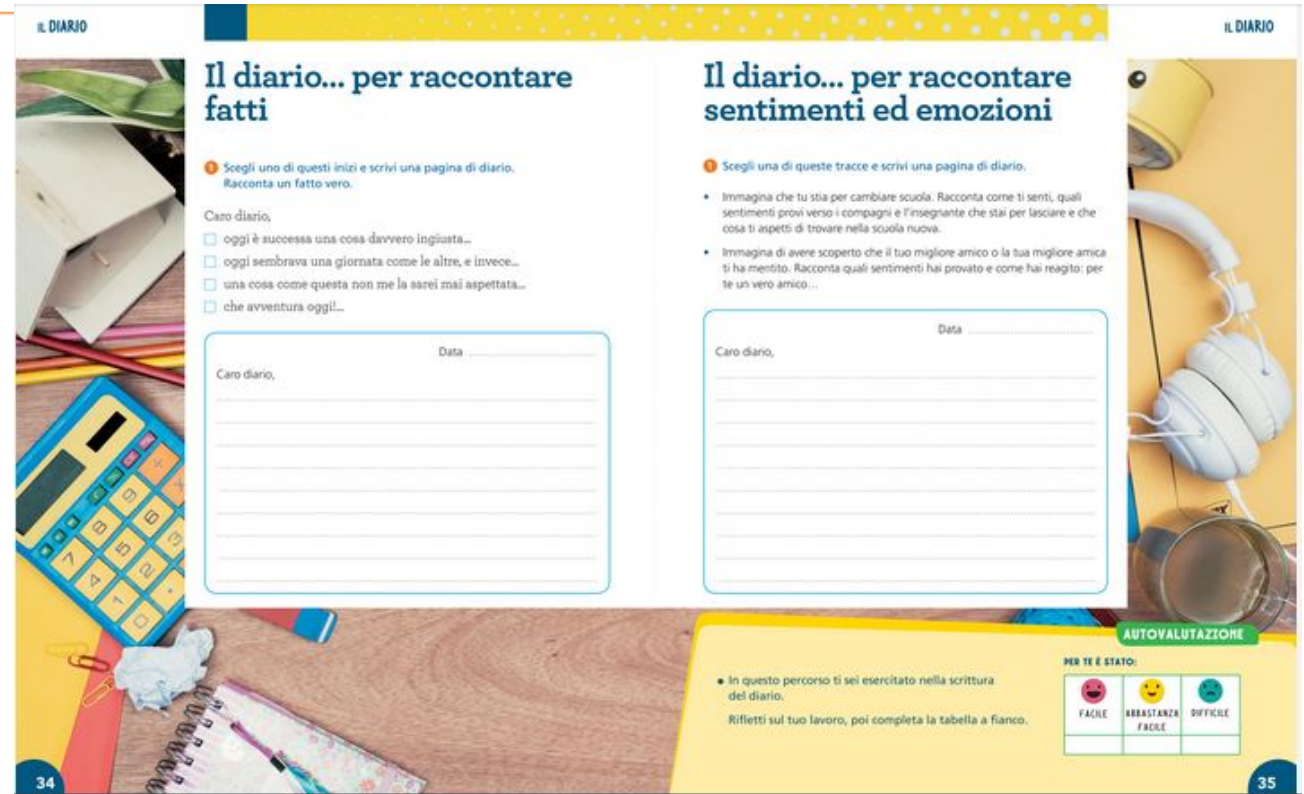 IL DIARIO
Il diario... per raccontare
fatti
1 Scegli uno di questi inizi e scrivi una pagina di diario.
Racconta un fatto vero.
Caro diario,
oggi è successa una cosa davvero ingiusta...
oggi sembrava una giornata come le altre, e invece...
una cosa come questa non me la sarei mai aspettata...
che avventura oggi!...
Data
Caro diario,
34
IL DIARIO
Il diario... per raccontare
sentimenti ed emozioni
1 Scegli una di queste tracce e scrivi una pagina di diario.
• Immagina che tu stia per cambiare scuola. Racconta come ti senti, quali
sentimenti provi verso i compagni e l'insegnante che stai per lasciare e che
cosa ti aspetti di trovare nella scuola nuova.
• Immagina di avere scoperto che il tuo migliore amico o la tua migliore amica
ti ha mentito. Racconta quali sentimenti hai provato e come hai reagito: per
te un vero amico...
Data
Caro diario,
AUTOVALUTAZIONE
• In questo percorso ti sei esercitato nella scrittura
del diario.
Rifletti sul tuo lavoro, poi completa la tabella a fianco.
PER TE È STATO:
FACILE
ABBASTANZA
FACILE
DIFFICILE
35